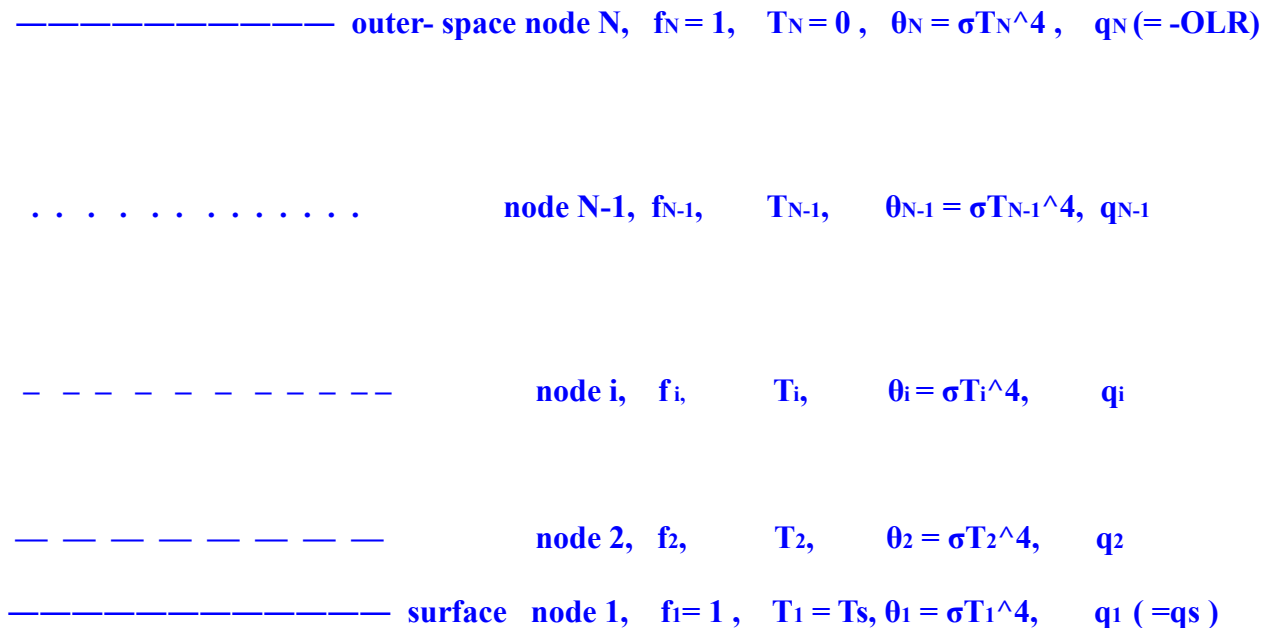 outer- space node N, fN = 1, TN = 0 , θN = σTN^4 , qN (= -OLR)
node N-1, fN-1, TN-1, θN-1 = σTN-1^4, qN-1
node i, f i, Ti, θi = σTi^4, qi
node 2, f2, T2, θ2 = σT2^4, q2
surface node 1, f1= 1 , T1 = Ts, θ1 = σT1^4, q1 ( =qs )